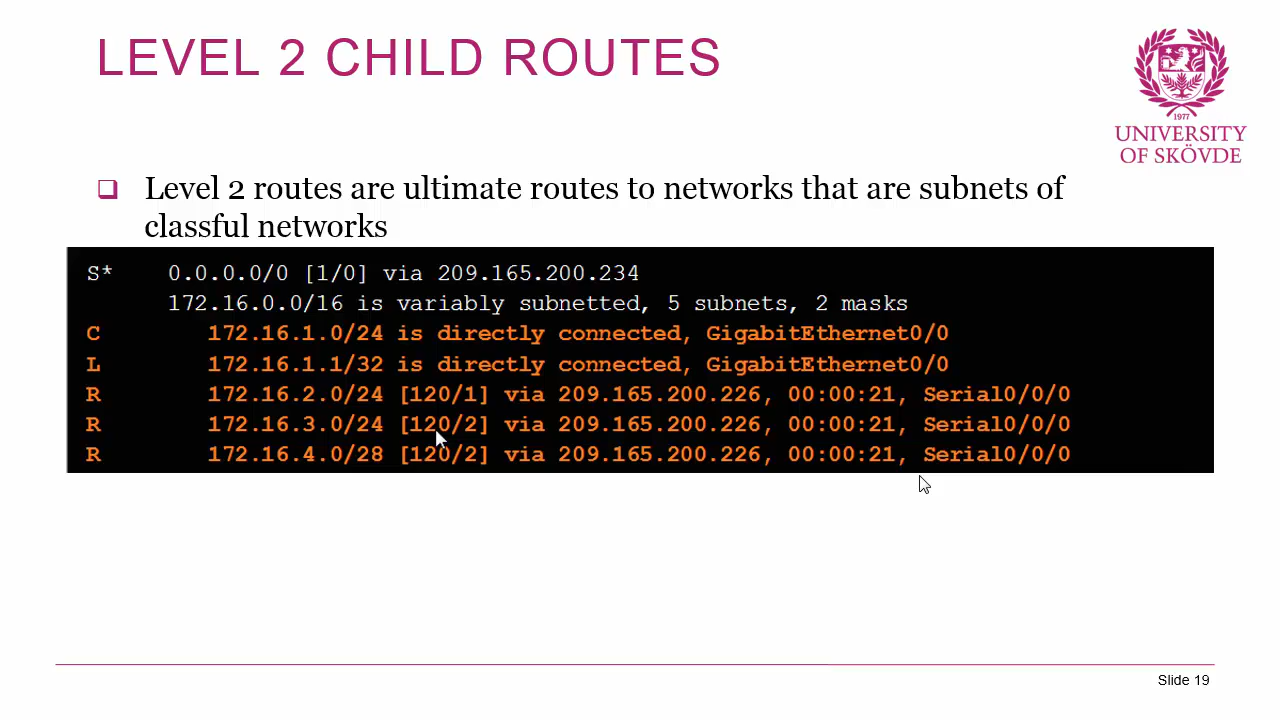 LEVEL 2 CHILD ROUTES
1977
UNIVERSITY
OF SKÖVDE
Level 2 routes are ultimate routes to networks that are subnets of
classful networks
S* 0.0.0.0/0 [1/0] via 209.165.200.234
172.16.0.0/16 is variably subnetted, 5 subnets, 2 masks
C 172.16.1.0/24 is directly connected, GigabitEthernet0/0
L 172.16.1.1/32 is directly connected, GigabitEthernet0/0
R 172.16.2.0/24 [120/1] via 209.165.200.226, 00:00:21, Serial0/0/0
R 172.16.3.0/24 [120/2] via 209.165.200.226, 00:00:21, Serial0/0/0
R 172.16.4.0/28 [120/2] via 209.165.200.226, 00:00:21, Serial0/0/0
Slide 19